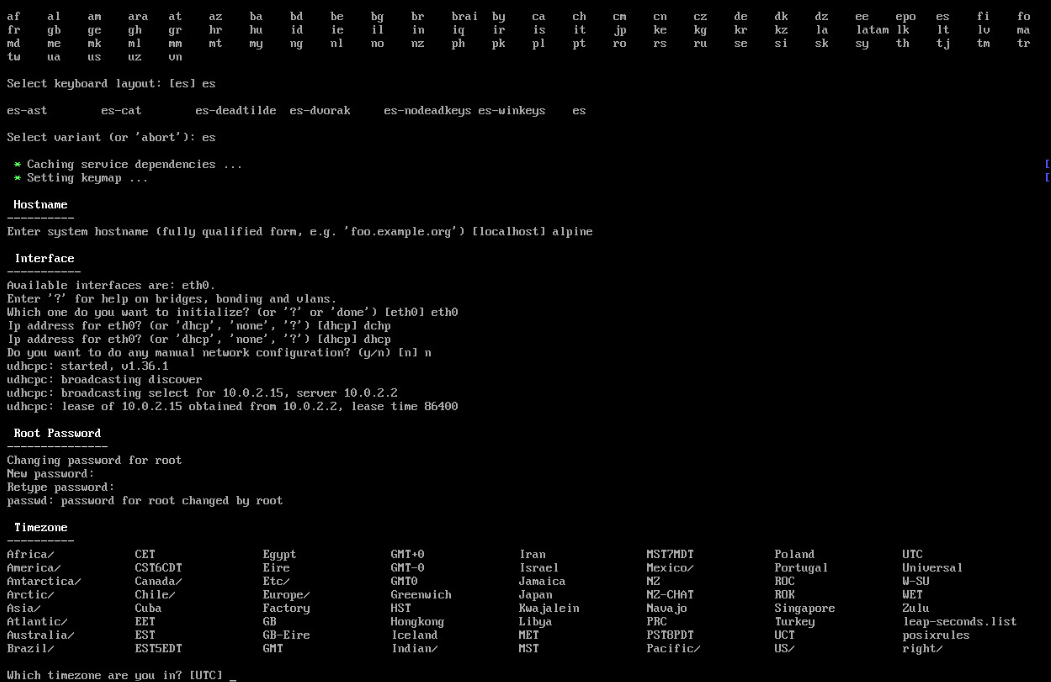 af al am ara at az ba bd be bg br brai by ca ch cm cn cz de dk dz ee epo es fi fo
fr gb ge gh gr hr hu id ie il in iq ir is it jp ke kg kr kz la latam lk lt lv ma
md me mk ml mm mt my ng nl no nz ph pk pl pt ro rs ru se si sk sy th tj tm tr
tw ua us uz vn
Select keyboard layout: [es] es
es-ast es-cat es-deadtilde es-dvorak es-nodeadkeys es-winkeys es
Select variant (or 'abort'): es
* Caching service dependencies ... [
* Setting keymap ... [
Hostname
----------
Enter system hostname (fully qualified form, e.g. 'foo.example.org') [localhost] alpine
Interface
-----------
Available interfaces are: eth0.
Enter '?' for help on bridges, bonding and vlans.
Which one do you want to initialize? (or '?' or 'done') [eth0] eth0
Ip address for eth0? (or 'dhcp', 'none', '?') [dhcp] dchp
Ip address for eth0? (or 'dhcp', 'none', '?') [dhcp] dhcp
Do you want to do any manual network configuration? (y/n) [n] n
udhcpc: started, v1.36.1
udhcpc: broadcasting discover
udhcpc: broadcasting select for 10.0.2.15, server 10.0.2.2
udhcpc: lease of 10.0.2.15 obtained from 10.0.2.2, lease time 86400
Root Password
---------------
Changing password for root
New password:
Retype password:
passwd: password for root changed by root
Timezone
----------
Africa/ CET Egypt GMT+0 Iran MST7MDT Poland UTC
America/ CST6CDT Eire GMT-0 Israel Mexico/ Portugal Universal
Antarctica/ Canada/ Etc/ GMT0 Jamaica NZ ROC W-SU
Arctic/ Chile/ Europe/ Greenwich Japan NZ-CHAT ROK WET
Asia/ Cuba Factory HST Kwajalein Navajo Singapore Zulu
Atlantic/ EET GB Hongkong Libya PRC Turkey leap-seconds.list
Australia/ EST GB-Eire Iceland MET PST8PDT UCT posixrules
Brazil/ EST5EDT GMT Indian/ MST Pacific/ US/ right/
Which timezone are you in? [UTC] _